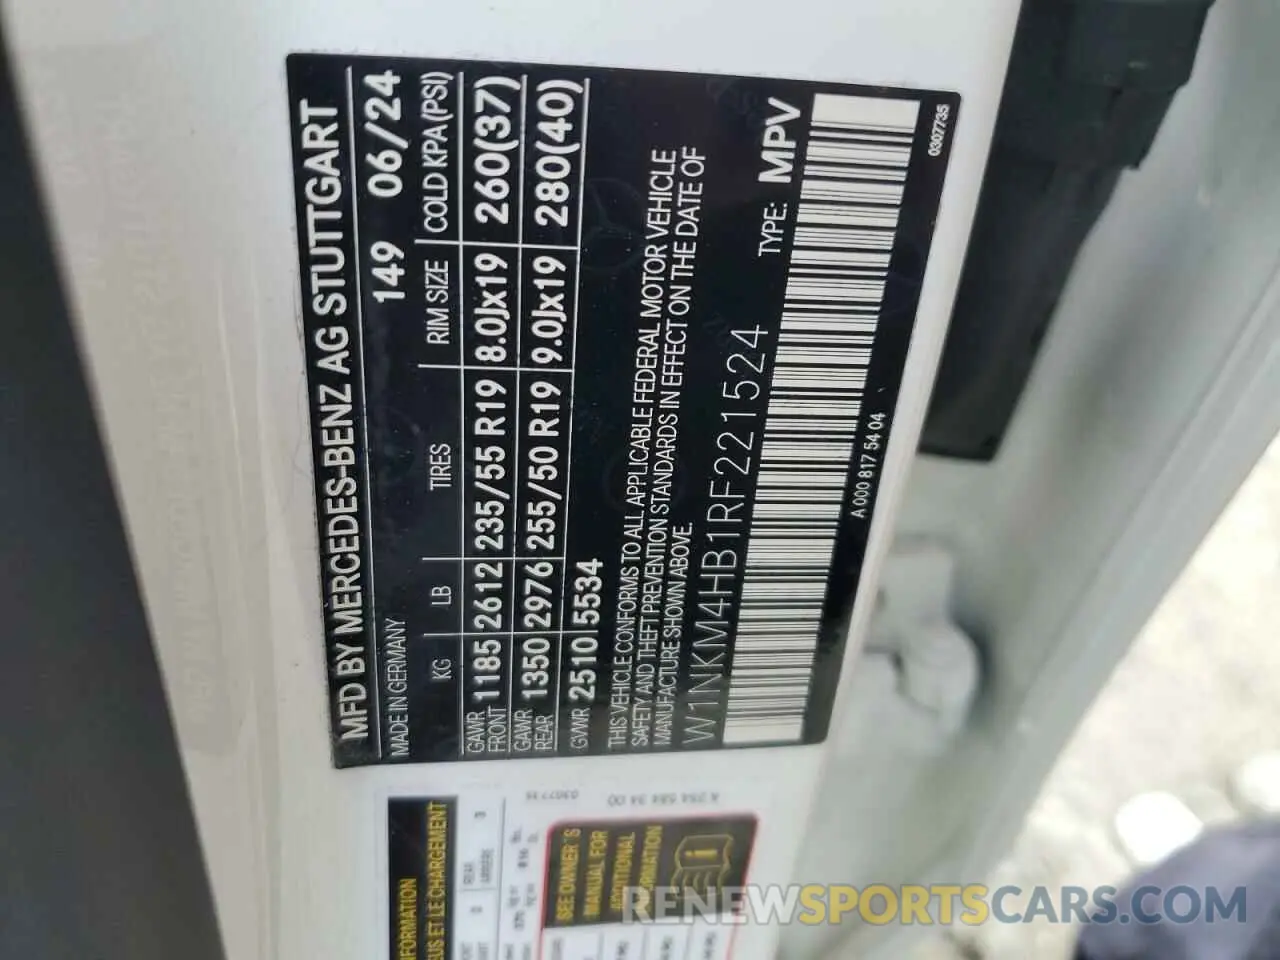 MFD BY MERCEDES-BENZ AG STUTTGART
MADE IN GERMANY 149 06/24
KG LB TIRES RIM SIZE COLD KPA (PSI)
GAWR FRONT 1185 2612 235/55 R19 8.0Jx19 260(37)
GAWR REAR 1350 2976 255/50 R19 9.0Jx19 280(40)
GVWR 2510 5534
THIS VEHICLE CONFORMS TO ALL APPLICABLE FEDERAL MOTOR VEHICLE
SAFETY AND THEFT PREVENTION STANDARDS IN EFFECT ON THE DATE OF
MANUFACTURE SHOWN ABOVE.
W1NKM4HB1RF221524 TYPE: MPV
A 000 817 54 04
0307735
SEE OWNER'S
MANUAL FOR
ADDITIONAL
INFORMATION
RENEWSPORTSCARS.COM